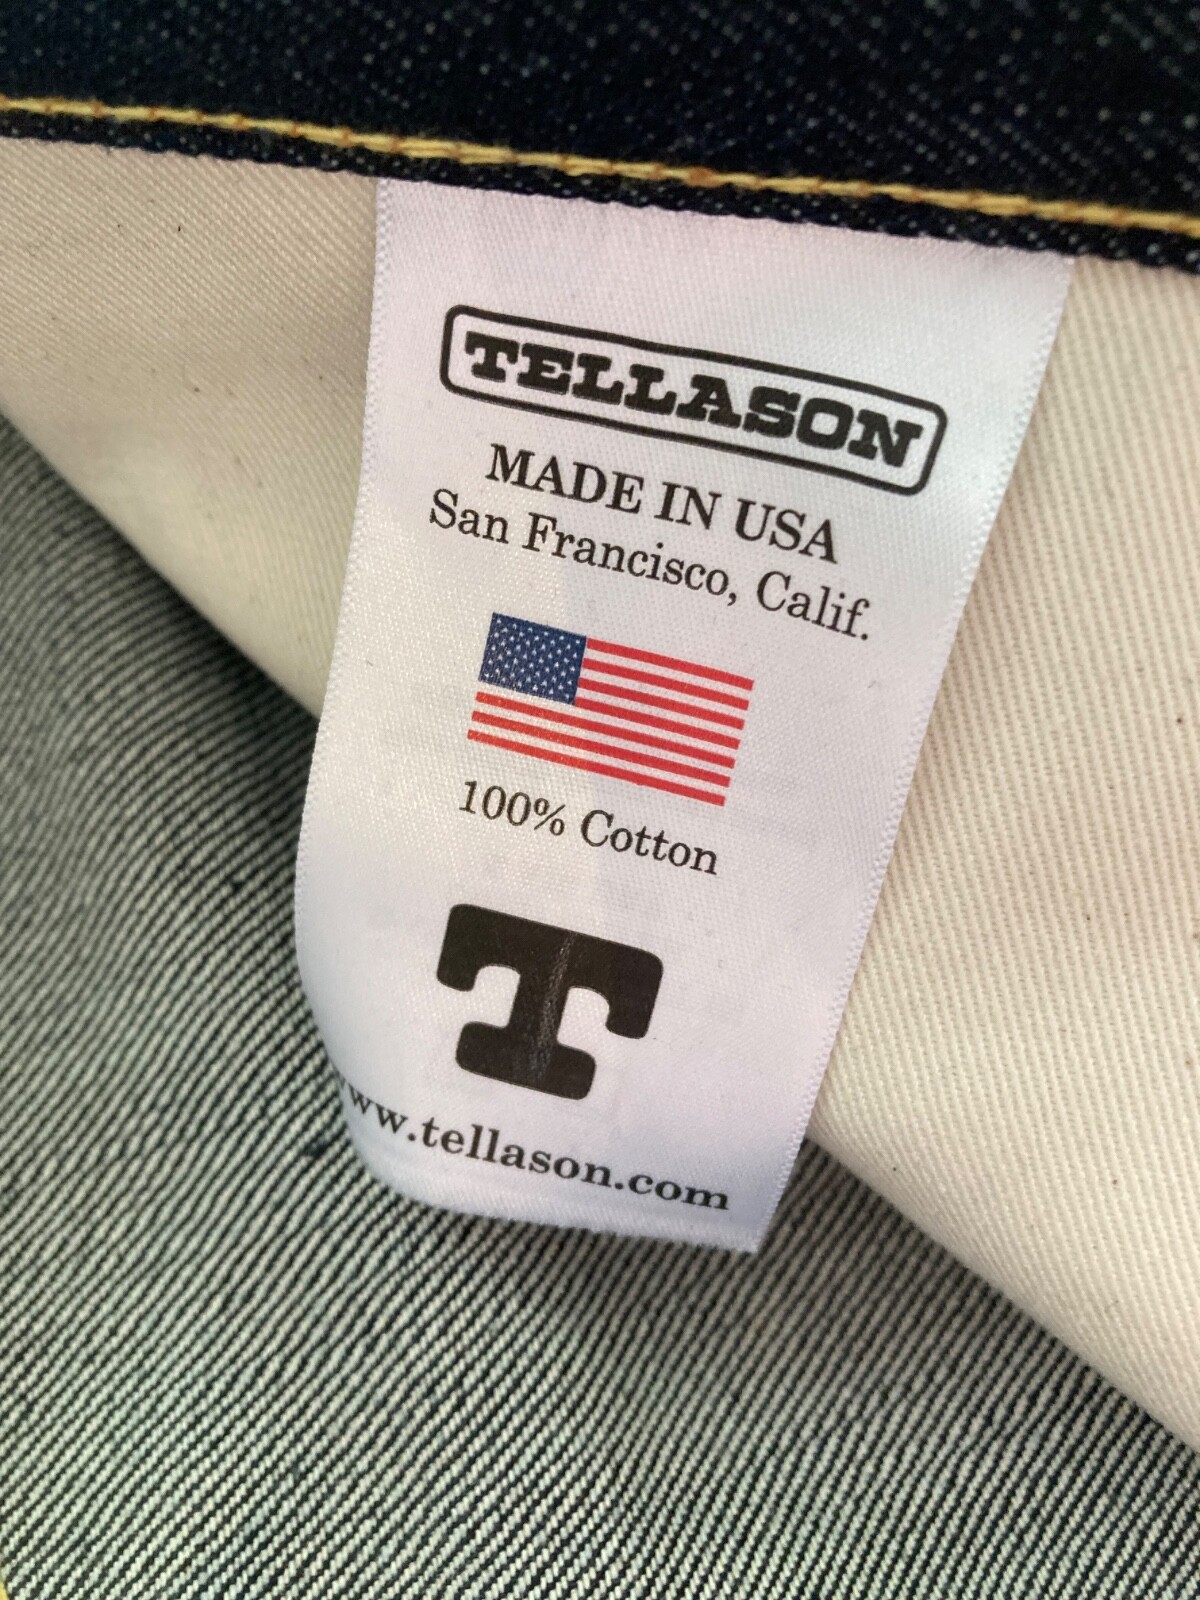 TELLASON
MADE IN USA
San Francisco, Calif.
100% Cotton
T
www.tellason.com